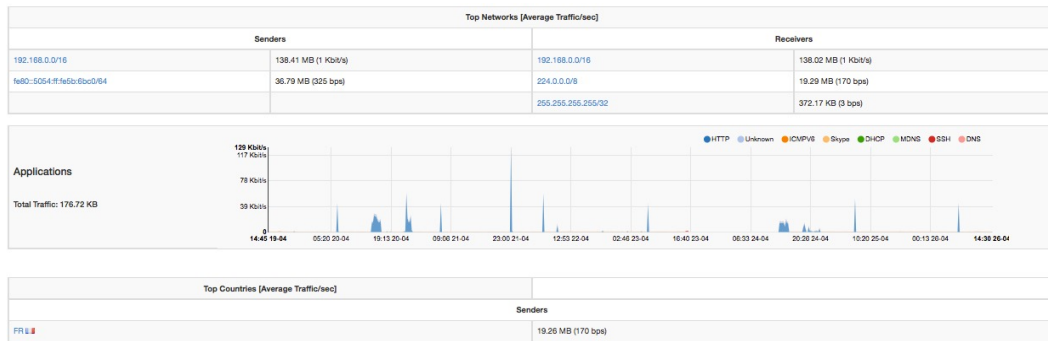 Top Networks [Average Traffic/sec]
Senders Receivers
192.168.0.0/16 138.41 MB (1 Kbit/s) 192.168.0.0/16 138.02 MB (1 Kbit/s)
fe80::5054:ff:fe5b:6bc0/64 36.79 MB (325 bps) 224.0.0.0/8 19.29 MB (170 bps)
255.255.255.255/32 372.17 KB (3 bps)
HTTP Unknown ICMPV6 Skype DHCP MDNS SSH DNS
129 Kbit/s
117 Kbit/s
Applications
78 Kbit/s
Total Traffic: 176.72 KB
39 Kbit/s
0
14:45 19-04 05:20 20-04 19:13 20-04 09:06 21-04 23:00 21-04 12:53 22-04 02:46 23-04 16:40 23-04 06:33 24-04 20:26 24-04 10:20 25-04 00:13 26-04 14:38 26-04
Top Countries [Average Traffic/sec]
Senders
FR 19.26 MB (170 bps)